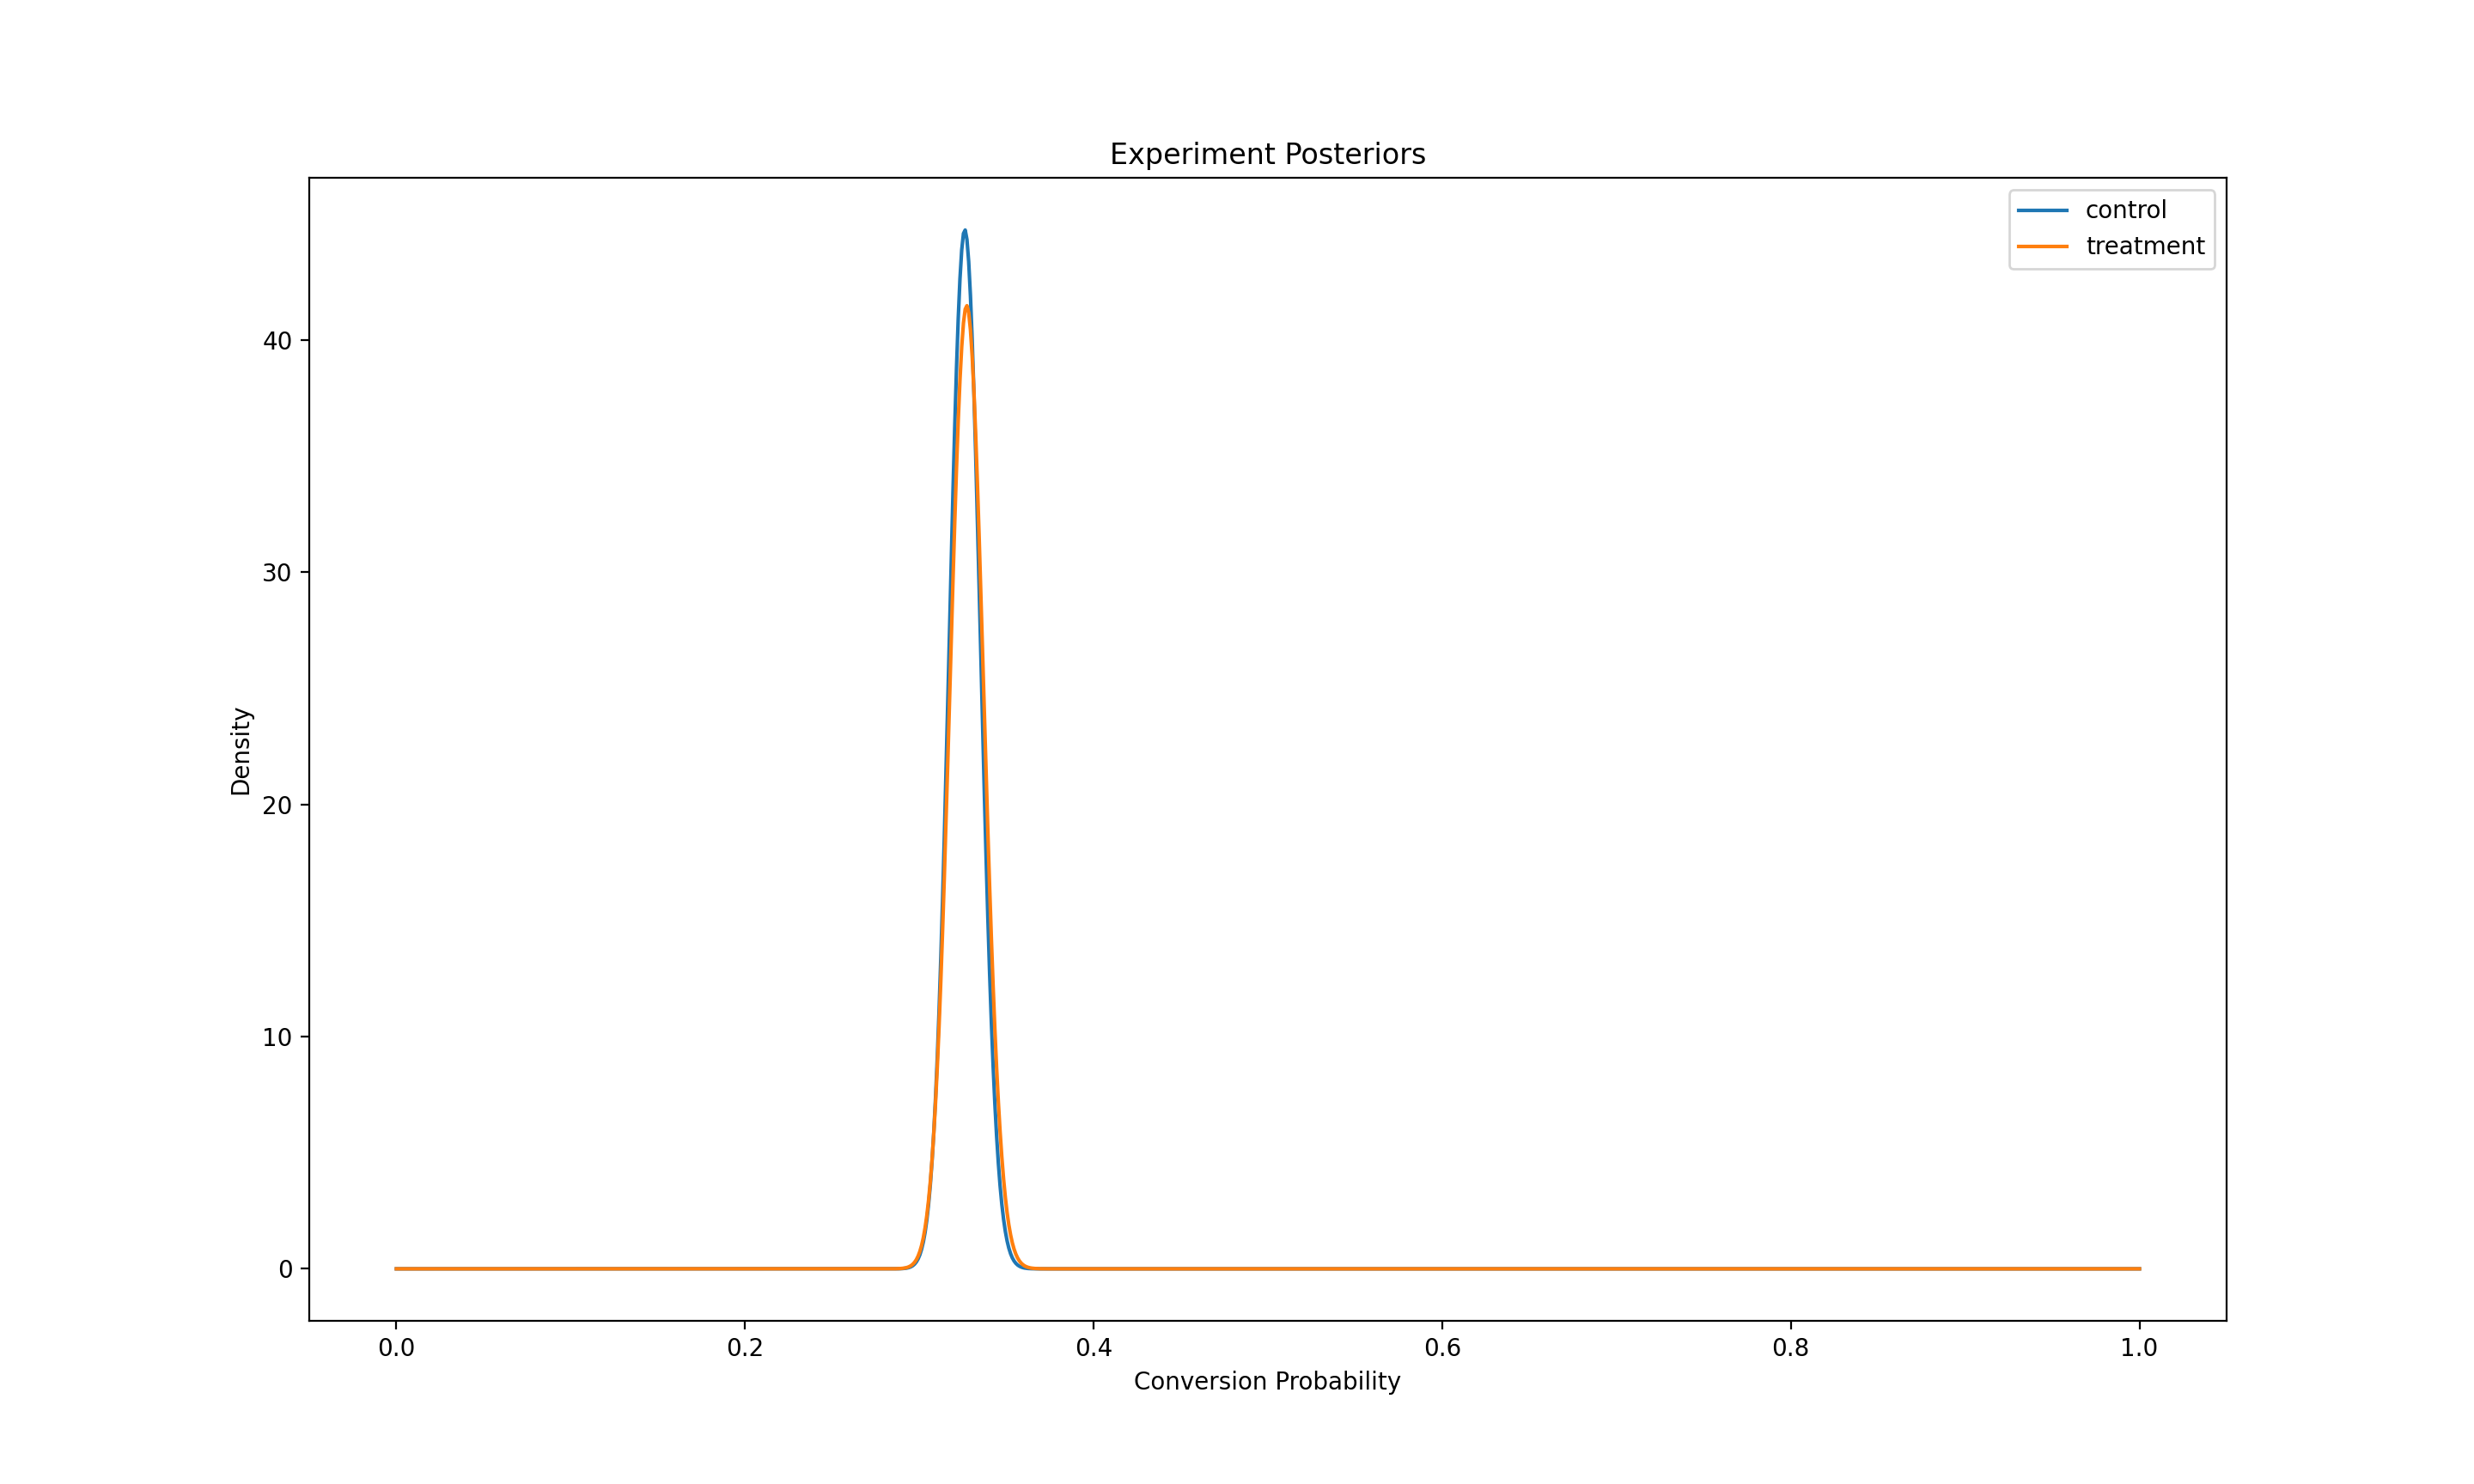 Experiment Posteriors
control
treatment
Density
40
30
20
10
0
0.0 0.2 0.4 0.6 0.8 1.0
Conversion Probability